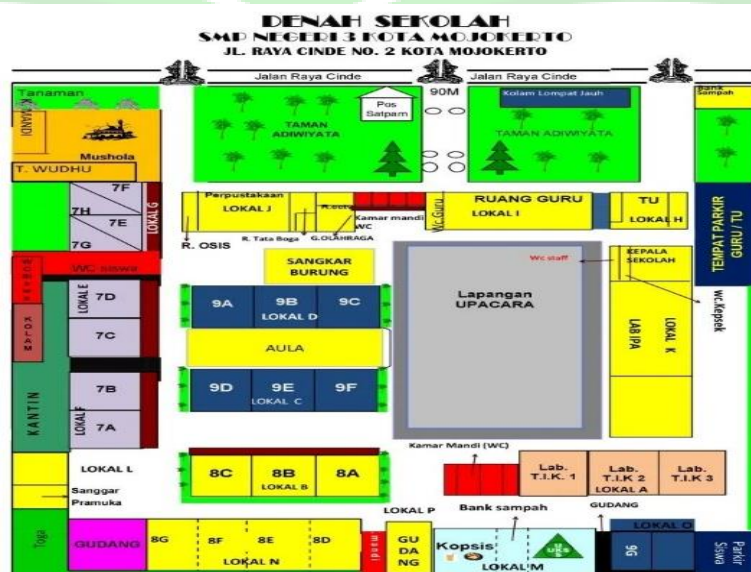 DENAH SEKOLAH
SMP NEGERI 3 KOTA MOJOKERTO
JL. RAYA CINDE NO. 2 KOTA MOJOKERTO
Jalan Raya Cinde
Jalan Raya Cinde
Tanaman
MANDI
Mushola
T. WUDHU
TAMAN
ADIWIYATA
Pos
Satpam
90M
Kolam Lompat Jauh
TAMAN ADIWIYATA
Bank
Sampah
7F
7H
7E
7G
LOKAL G
Perpustakaan
LOKAL J
R. OSIS
R. Tata Boga
G.OLAHRAGA
Kamar mandi
WC
Wc.Guru
RUANG GURU
LOKAL I
TU
LOKAL H
TEMPAT PARKIR
GURU / TU
WC siswa
KOLAM
KANTIN
LOKAL E
7D
7C
LOKAL F
7B
7A
SANGKAR
BURUNG
9A
9B
9C
LOKAL D
AULA
9D
9E
9F
LOKAL C
Lapangan
UPACARA
Wc staff
KEPALA
SEKOLAH
wc.Kepsek
LOKAL K
LAB IPA
8C
8B
8A
LOKAL B
Kamar Mandi (WC)
Lab.
T.I.K. 1
Lab.
T.I.K 2
Lab.
T.I.K 3
LOKAL A
LOKAL L
Sanggar
Pramuka
Toga
GUDANG
8G
8F
8E
8D
LOKAL N
mandi
LOKAL P
GU
DA
NG
Bank sampah
Kopsis
UKS
LOKAL M
GUDANG
LOKAL O
9G
Parkir
Siswa